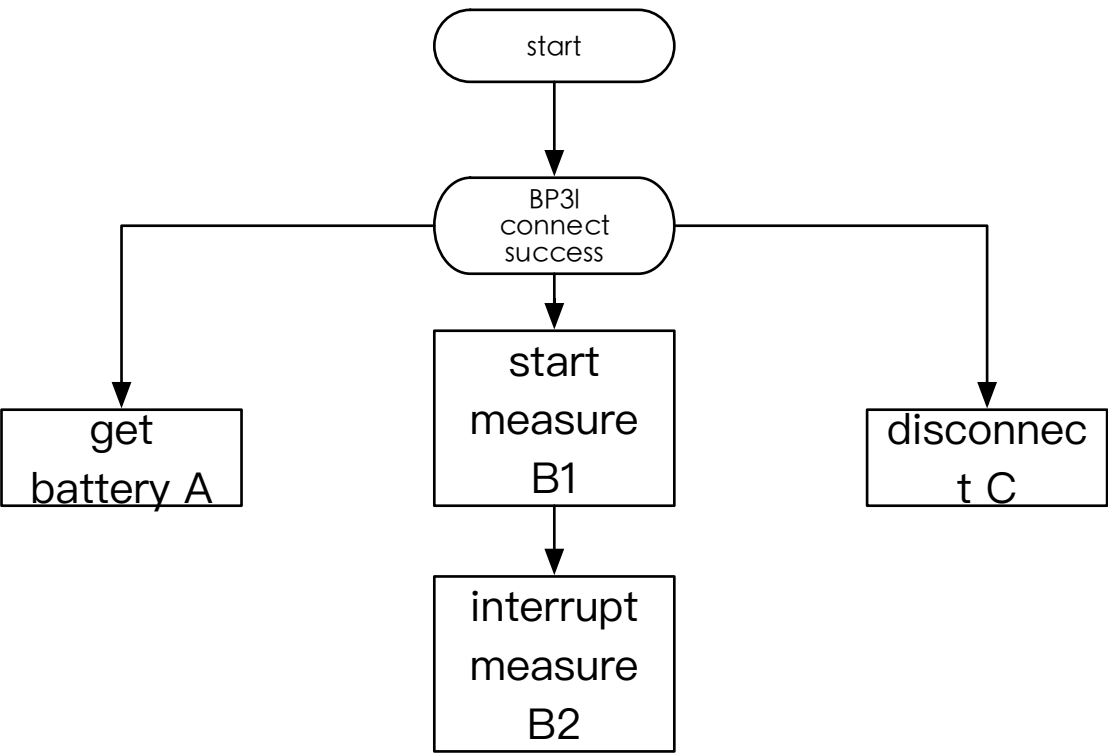 start
BP3l
connect
success
start
measure
B1
get
battery A
disconnec
t C
interrupt
measure
B2